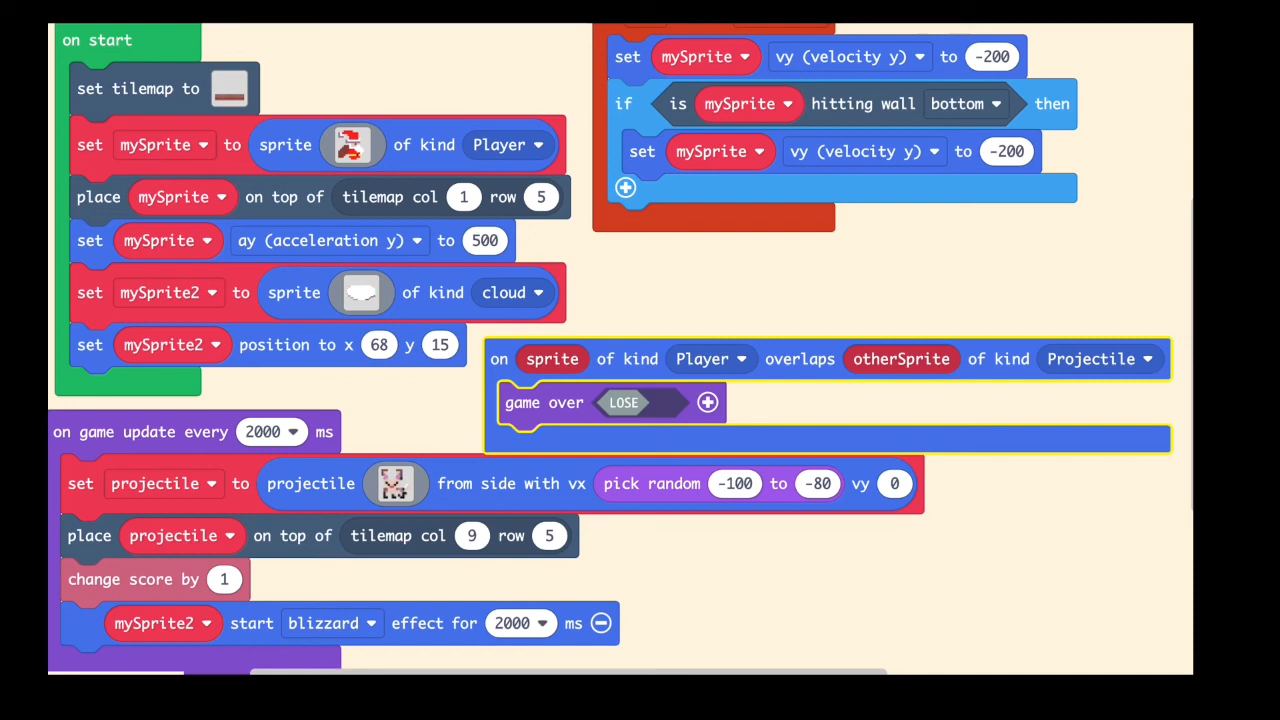 on start
set tilemap to
set mySprite to sprite of kind Player
place mySprite on top of tilemap col 1 row 5
set mySprite ay (acceleration y) to 500
set mySprite2 to sprite of kind cloud
set mySprite2 position to x 68 y 15
set mySprite vy (velocity y) to -200
if is mySprite hitting wall bottom then
set mySprite vy (velocity y) to -200
on sprite of kind Player overlaps otherSprite of kind Projectile
game over LOSE
on game update every 2000 ms
set projectile to projectile from side with vx pick random -100 to -80 vy 0
place projectile on top of tilemap col 9 row 5
change score by 1
mySprite2 start blizzard effect for 2000 ms